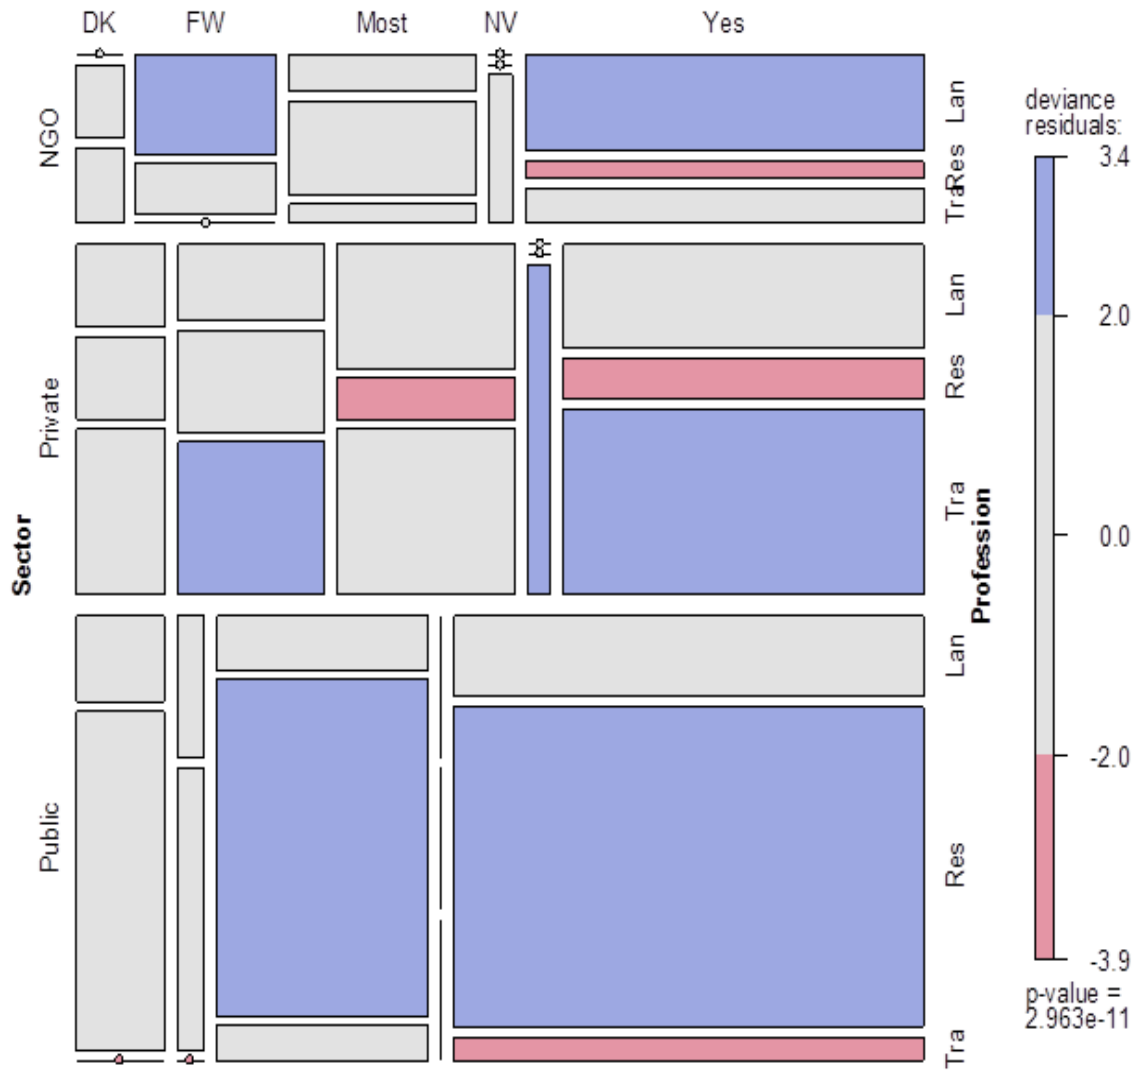 DK FW Most NV Yes
NGO
Lan
Res
Tra
deviance
residuals:
3.4
2.0
0.0
-2.0
-3.9
p-value =
2.963e-11
Private
Lan
Res
Tra
Sector
Profession
Public
Lan
Res
Tra